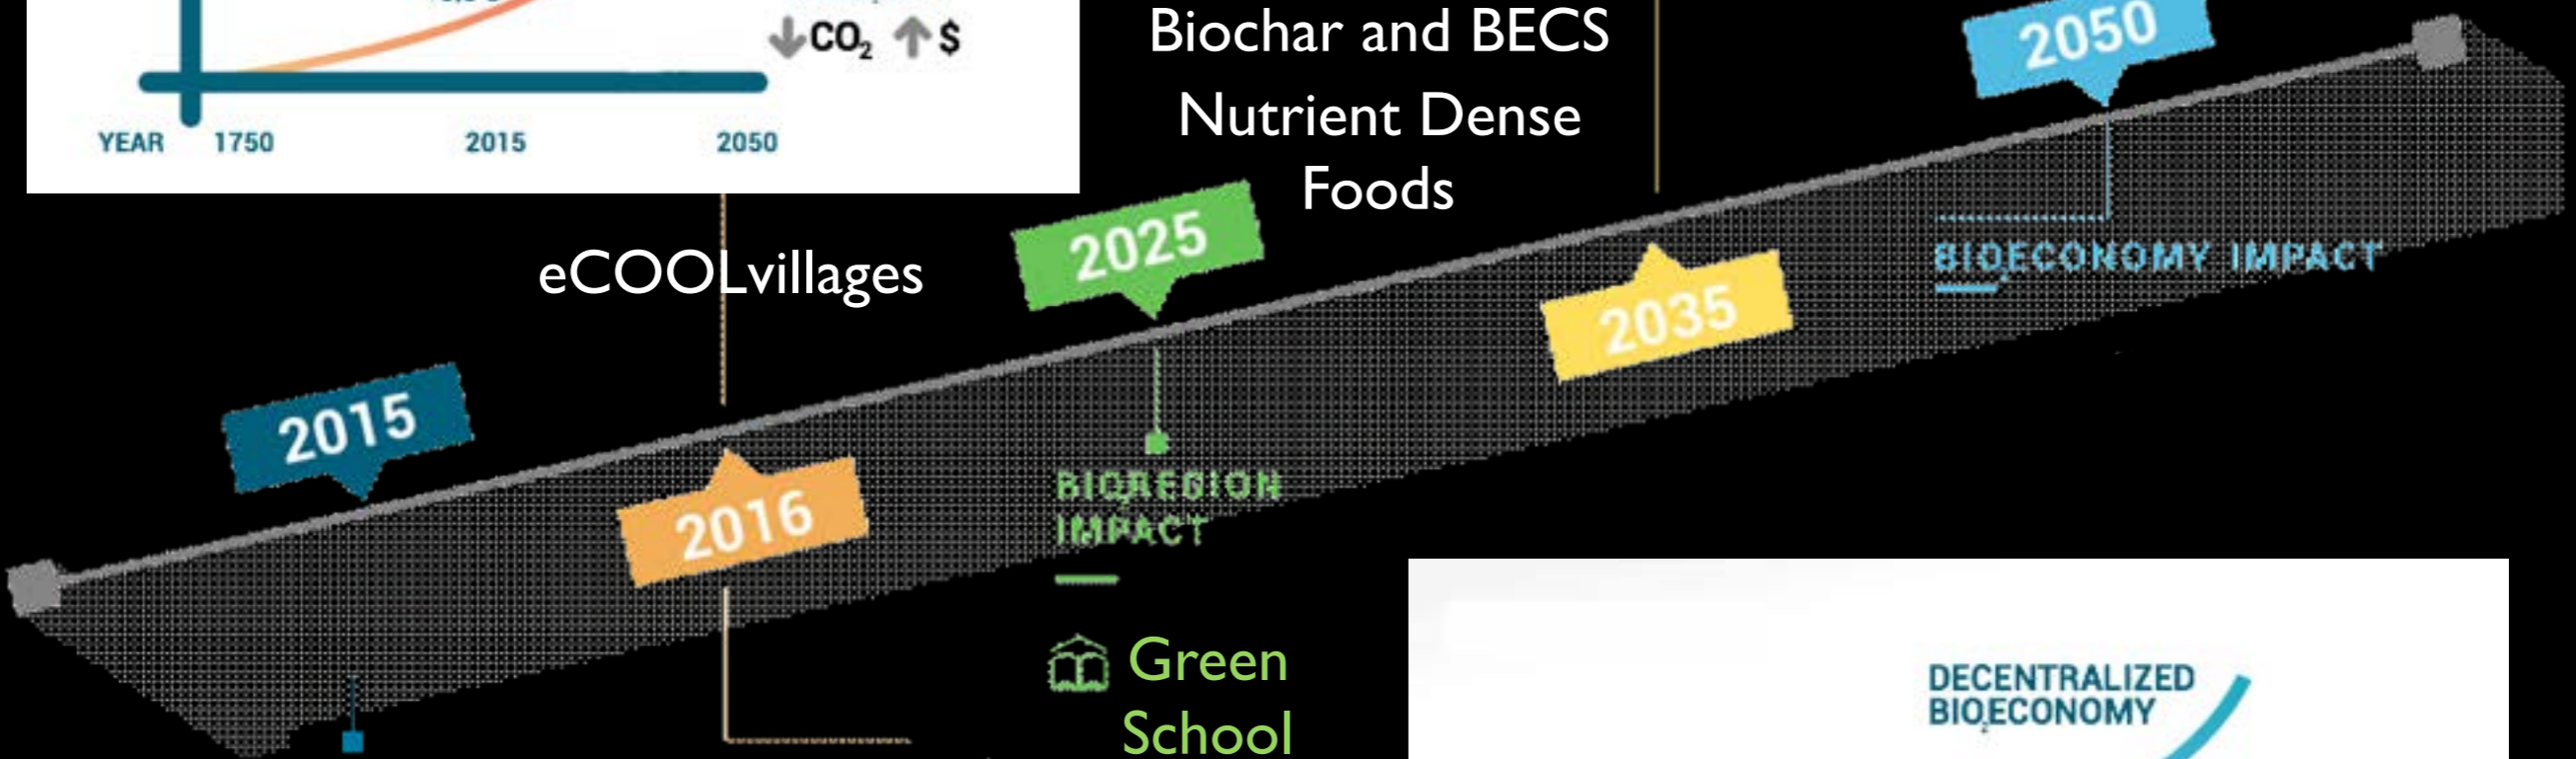 ↓CO₂ ↑$
YEAR 1750 2015 2050
Biochar and BECS
Nutrient Dense
Foods
2050
eCOOLvillages
2025
BIOECONOMY IMPACT
2035
2015
2016
BIOREGION
IMPACT
Green
School
DECENTRALIZED
BIOECONOMY